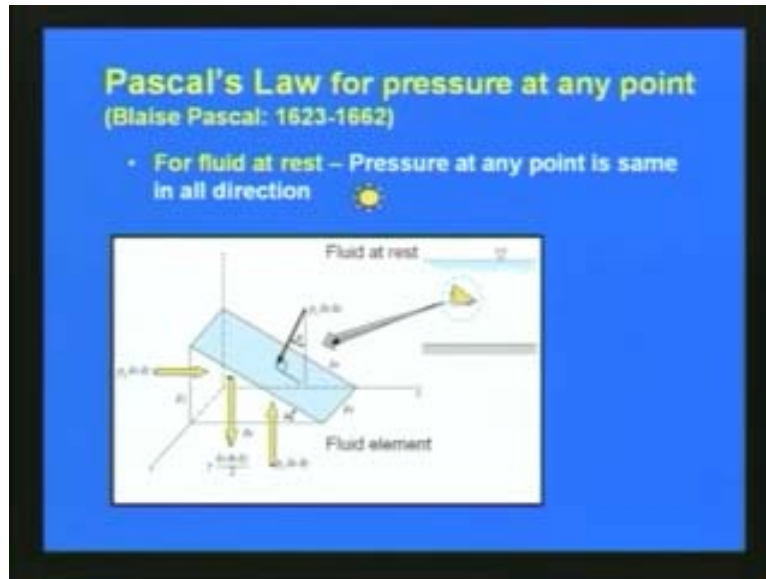 Pascal's Law for pressure at any point
(Blaise Pascal: 1623-1662)
• For fluid at rest – Pressure at any point is same
in all direction
Fluid at rest
Fluid element